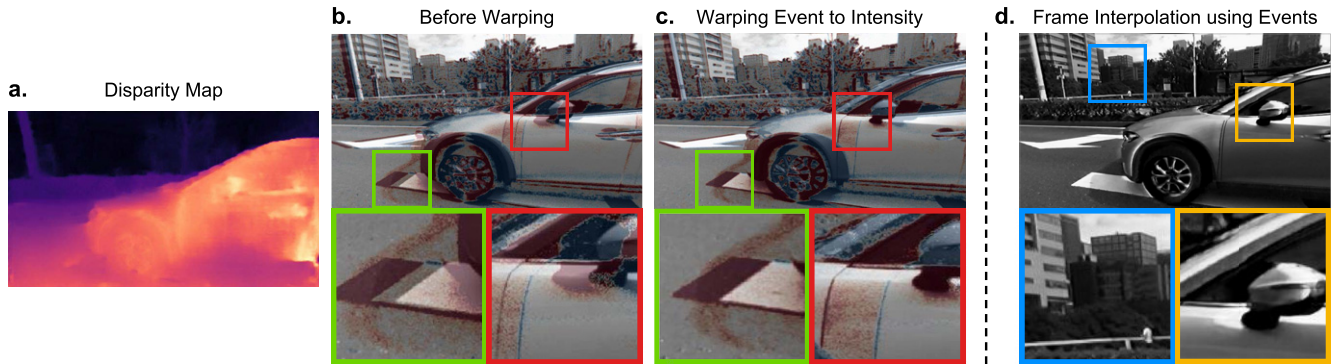 a. Disparity Map
b. Before Warping
c. Warping Event to Intensity
d. Frame Interpolation using Events